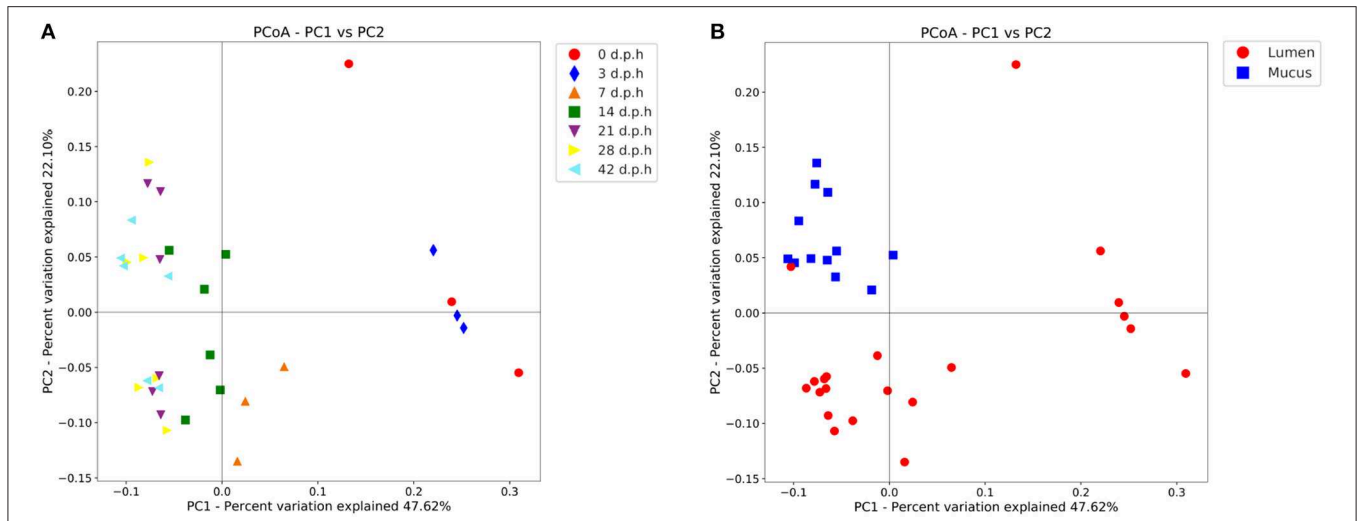 A
PCoA - PC1 vs PC2
PC2 - Percent variation explained 22.10%
0.20
0.15
0.10
0.05
0.00
−0.05
−0.10
−0.15
−0.1 0.0 0.1 0.2 0.3
PC1 - Percent variation explained 47.62%
0 d.p.h
3 d.p.h
7 d.p.h
14 d.p.h
21 d.p.h
28 d.p.h
42 d.p.h
B
PCoA - PC1 vs PC2
PC2 - Percent variation explained 22.10%
0.20
0.15
0.10
0.05
0.00
−0.05
−0.10
−0.15
−0.1 0.0 0.1 0.2 0.3
PC1 - Percent variation explained 47.62%
Lumen
Mucus